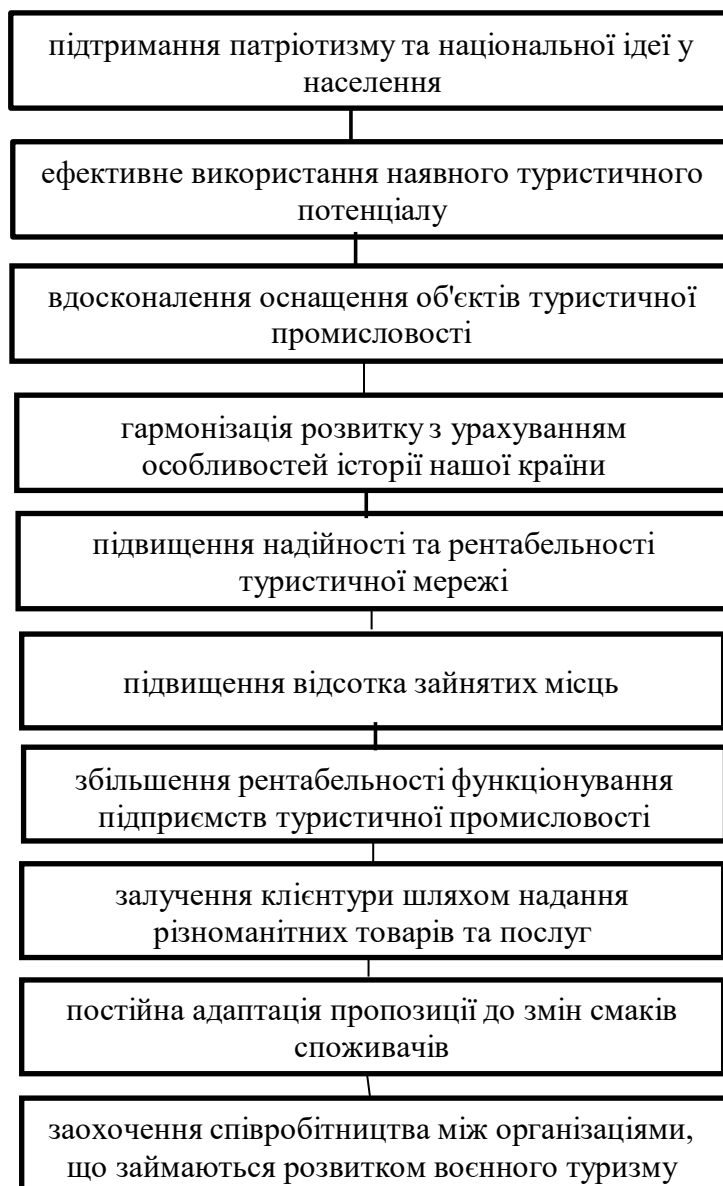 підтримання патріотизму та національної ідеї у
населення
ефективне використання наявного туристичного
потенціалу
вдосконалення оснащення об'єктів туристичної
промисловості
гармонізація розвитку з урахуванням
особливостей історії нашої країни
підвищення надійності та рентабельності
туристичної мережі
підвищення відсотка зайнятих місць
збільшення рентабельності функціонування
підприємств туристичної промисловості
залучення клієнтури шляхом надання
різноманітних товарів та послуг
постійна адаптація пропозиції до змін смаків
споживачів
заохочення співробітництва між організаціями,
що займаються розвитком воєнного туризму